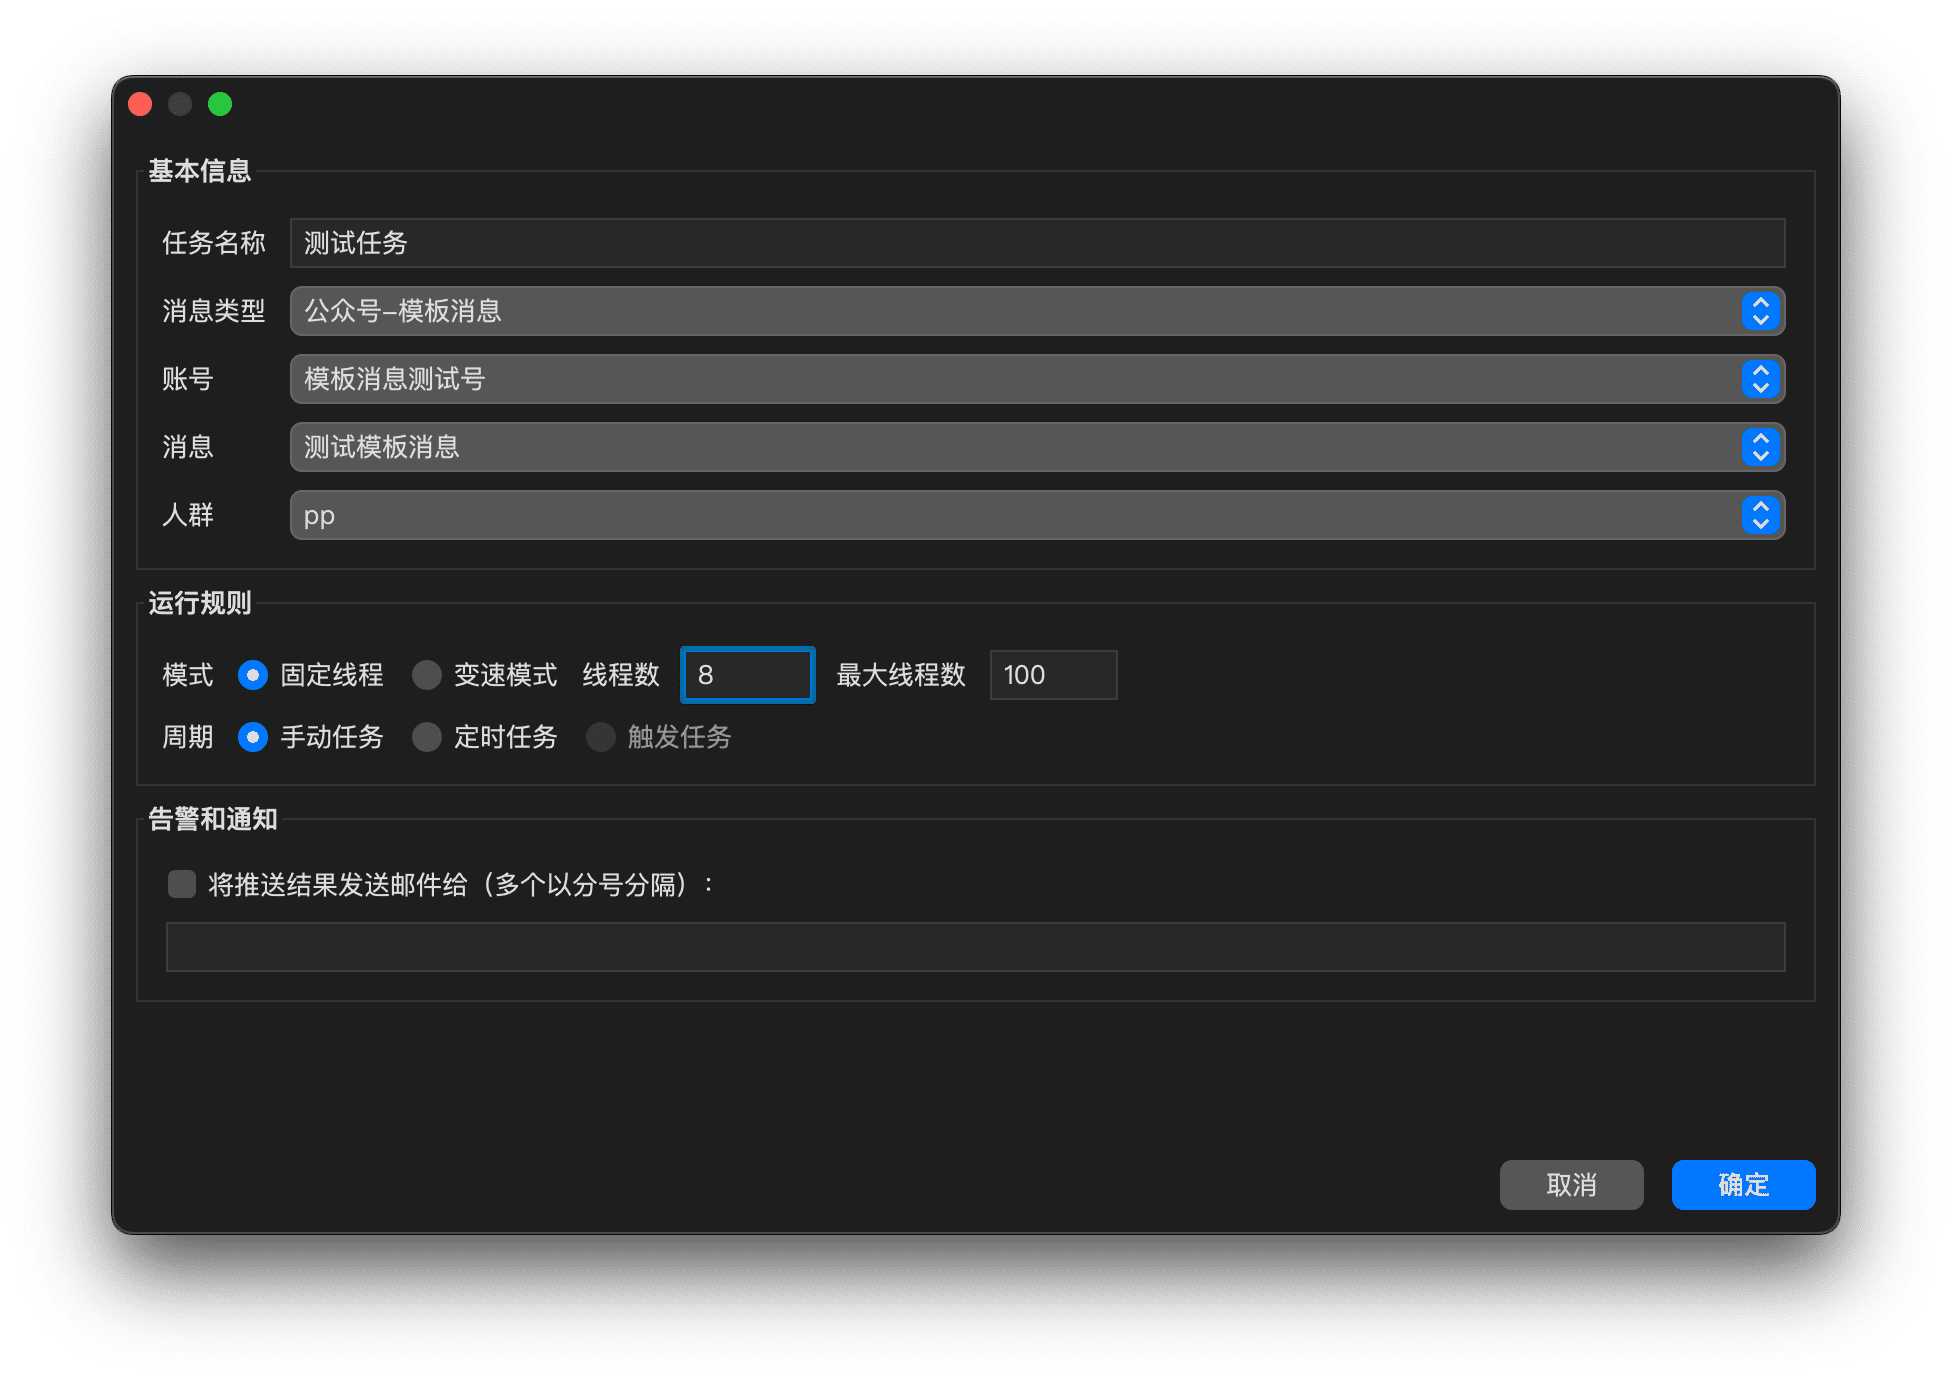 基本信息
任务名称 测试任务
消息类型 公众号-模板消息
账号 模板消息测试号
消息 测试模板消息
人群 pp
运行规则
模式 固定线程 变速模式 线程数 8 最大线程数 100
周期 手动任务 定时任务 触发任务
告警和通知
将推送结果发送邮件给（多个以分号分隔）：
取消 确定